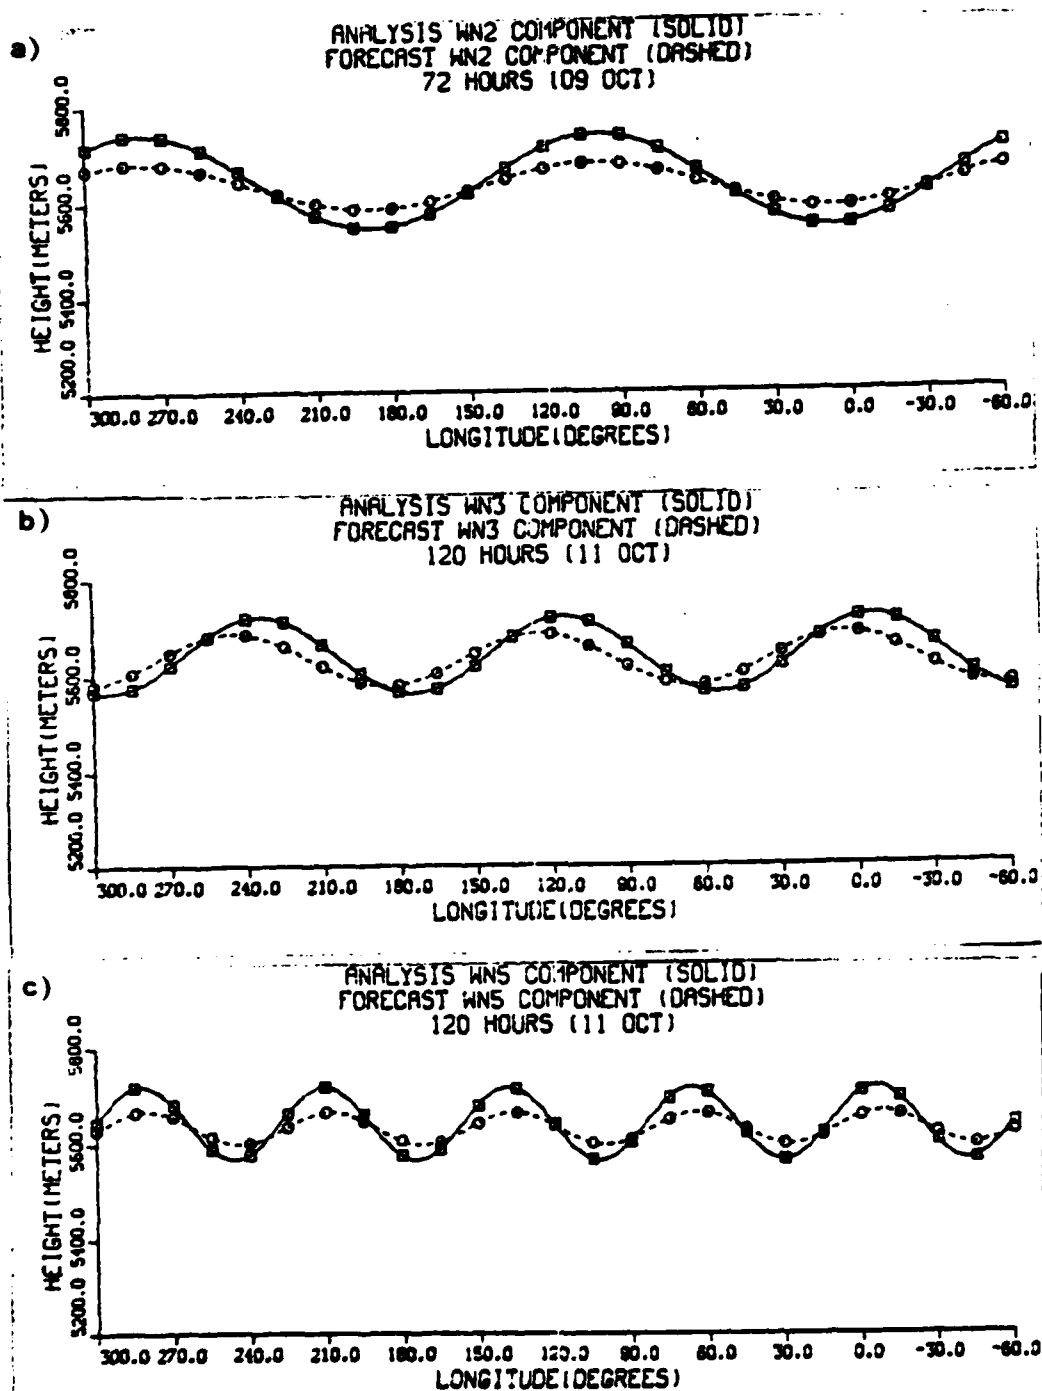 a)
ANALYSIS WN2 COMPONENT (SOLID)
FORECAST WN2 COMPONENT (DASHED)
72 HOURS (09 OCT)
HEIGHT(METERS)
5800.0
5600.0
5400.0
5200.0
300.0 270.0 240.0 210.0 180.0 150.0 120.0 90.0 60.0 30.0 0.0 -30.0 -60.0
LONGITUDE(DEGREES)
b)
ANALYSIS WN3 COMPONENT (SOLID)
FORECAST WN3 COMPONENT (DASHED)
120 HOURS (11 OCT)
HEIGHT(METERS)
5800.0
5600.0
5400.0
5200.0
300.0 270.0 240.0 210.0 180.0 150.0 120.0 90.0 60.0 30.0 0.0 -30.0 -60.0
LONGITUDE(DEGREES)
c)
ANALYSIS WN5 COMPONENT (SOLID)
FORECAST WN5 COMPONENT (DASHED)
120 HOURS (11 OCT)
HEIGHT(METERS)
5800.0
5600.0
5400.0
5200.0
300.0 270.0 240.0 210.0 180.0 150.0 120.0 90.0 60.0 30.0 0.0 -30.0 -60.0
LONGITUDE(DEGREES)